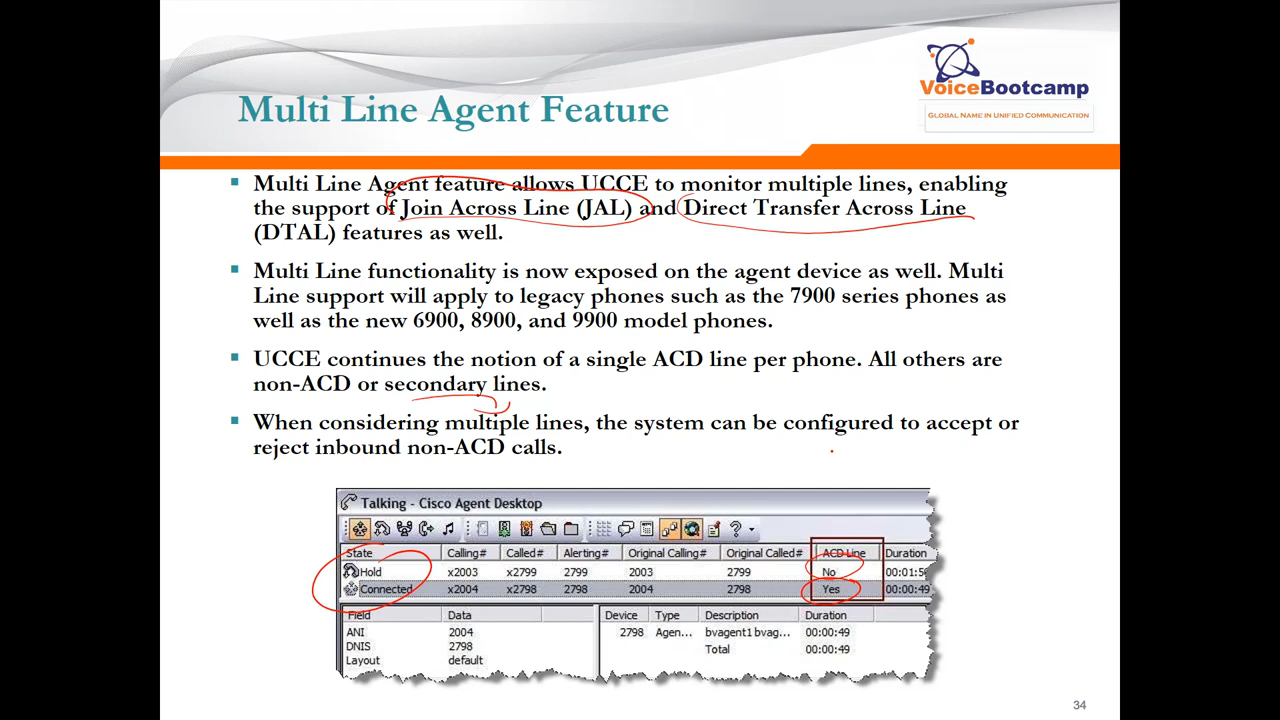 VoiceBootcamp
GLOBAL NAME IN UNIFIED COMMUNICATION
Multi Line Agent Feature
Multi Line Agent feature allows UCCE to monitor multiple lines, enabling
the support of Join Across Line (JAL) and Direct Transfer Across Line
(DTAL) features as well.
Multi Line functionality is now exposed on the agent device as well. Multi
Line support will apply to legacy phones such as the 7900 series phones as
well as the new 6900, 8900, and 9900 model phones.
UCCE continues the notion of a single ACD line per phone. All others are
non-ACD or secondary lines.
When considering multiple lines, the system can be configured to accept or
reject inbound non-ACD calls.
Talking - Cisco Agent Desktop
State Calling# Called# Alerting# Original Calling# Original Called# ACD Line Duration
Hold x2003 x2799 2799 2003 2799 No
Connected x2004 x2798 2798 2004 2798 Yes 00:00:49
Field Data Device Type Description Duration
ANI 2004 2798 Agen... bvagent1 bvag... 00:00:49
DNIS 2798 Total 00:00:49
Layout default
34